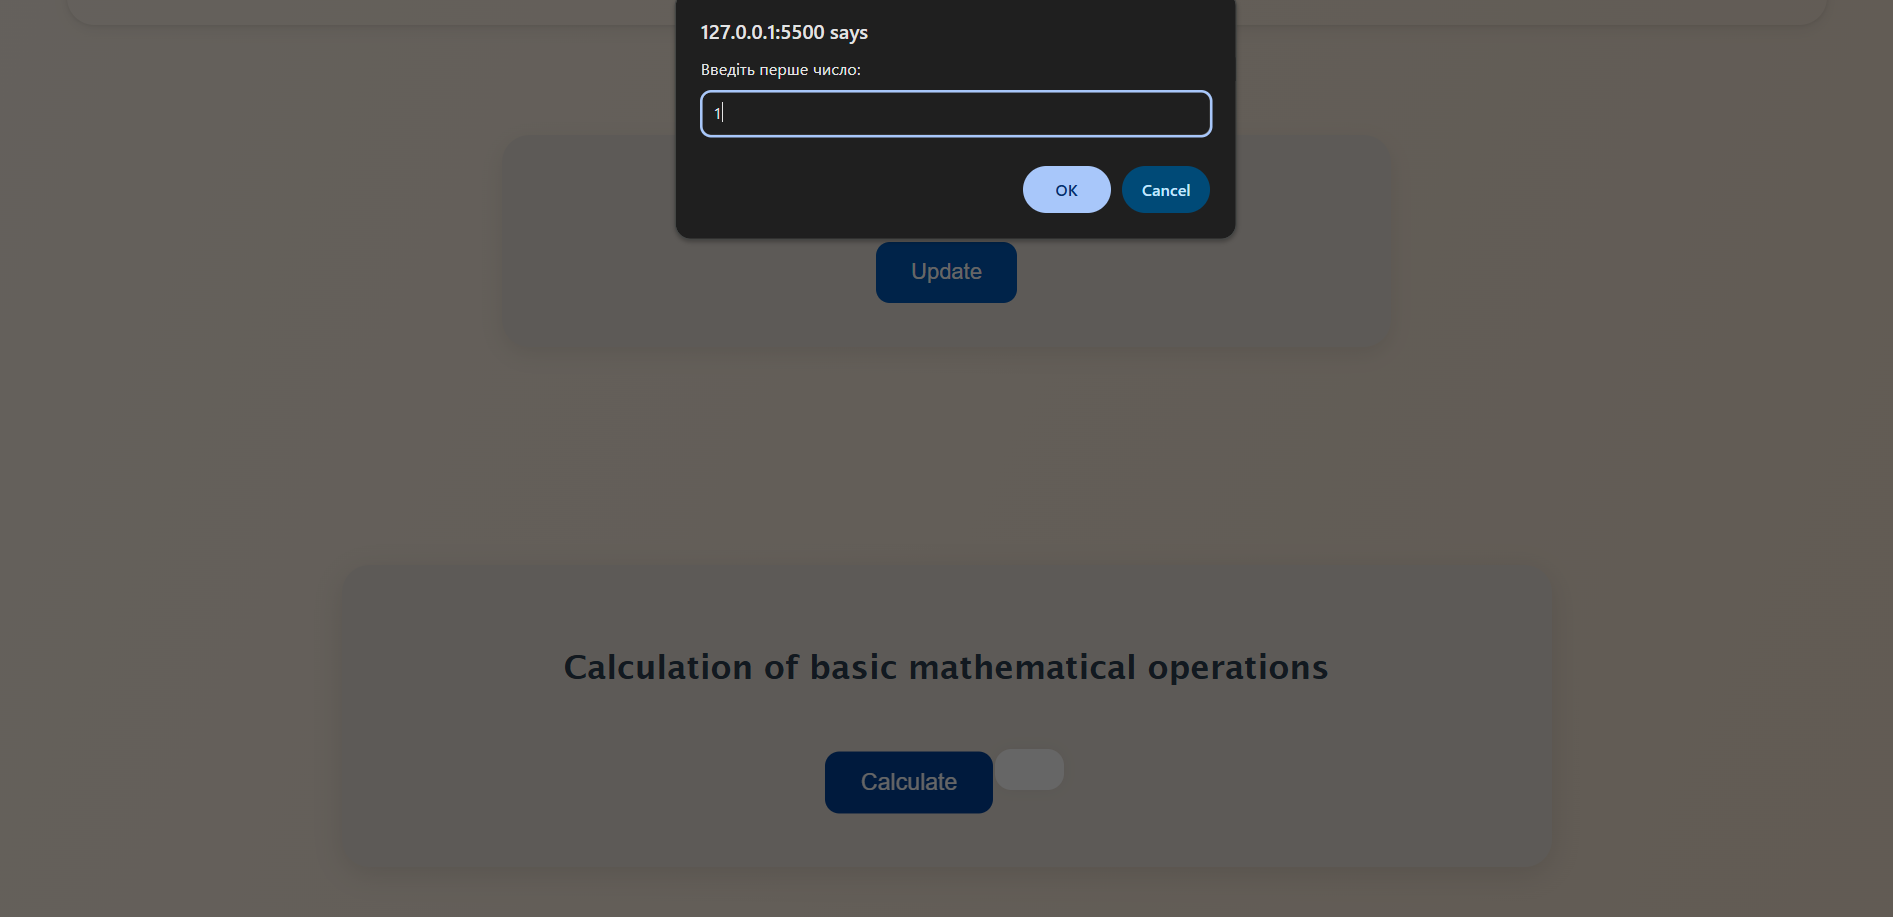 127.0.0.1:5500 says
Введіть перше число:
1
OK Cancel
Update
Calculation of basic mathematical operations
Calculate